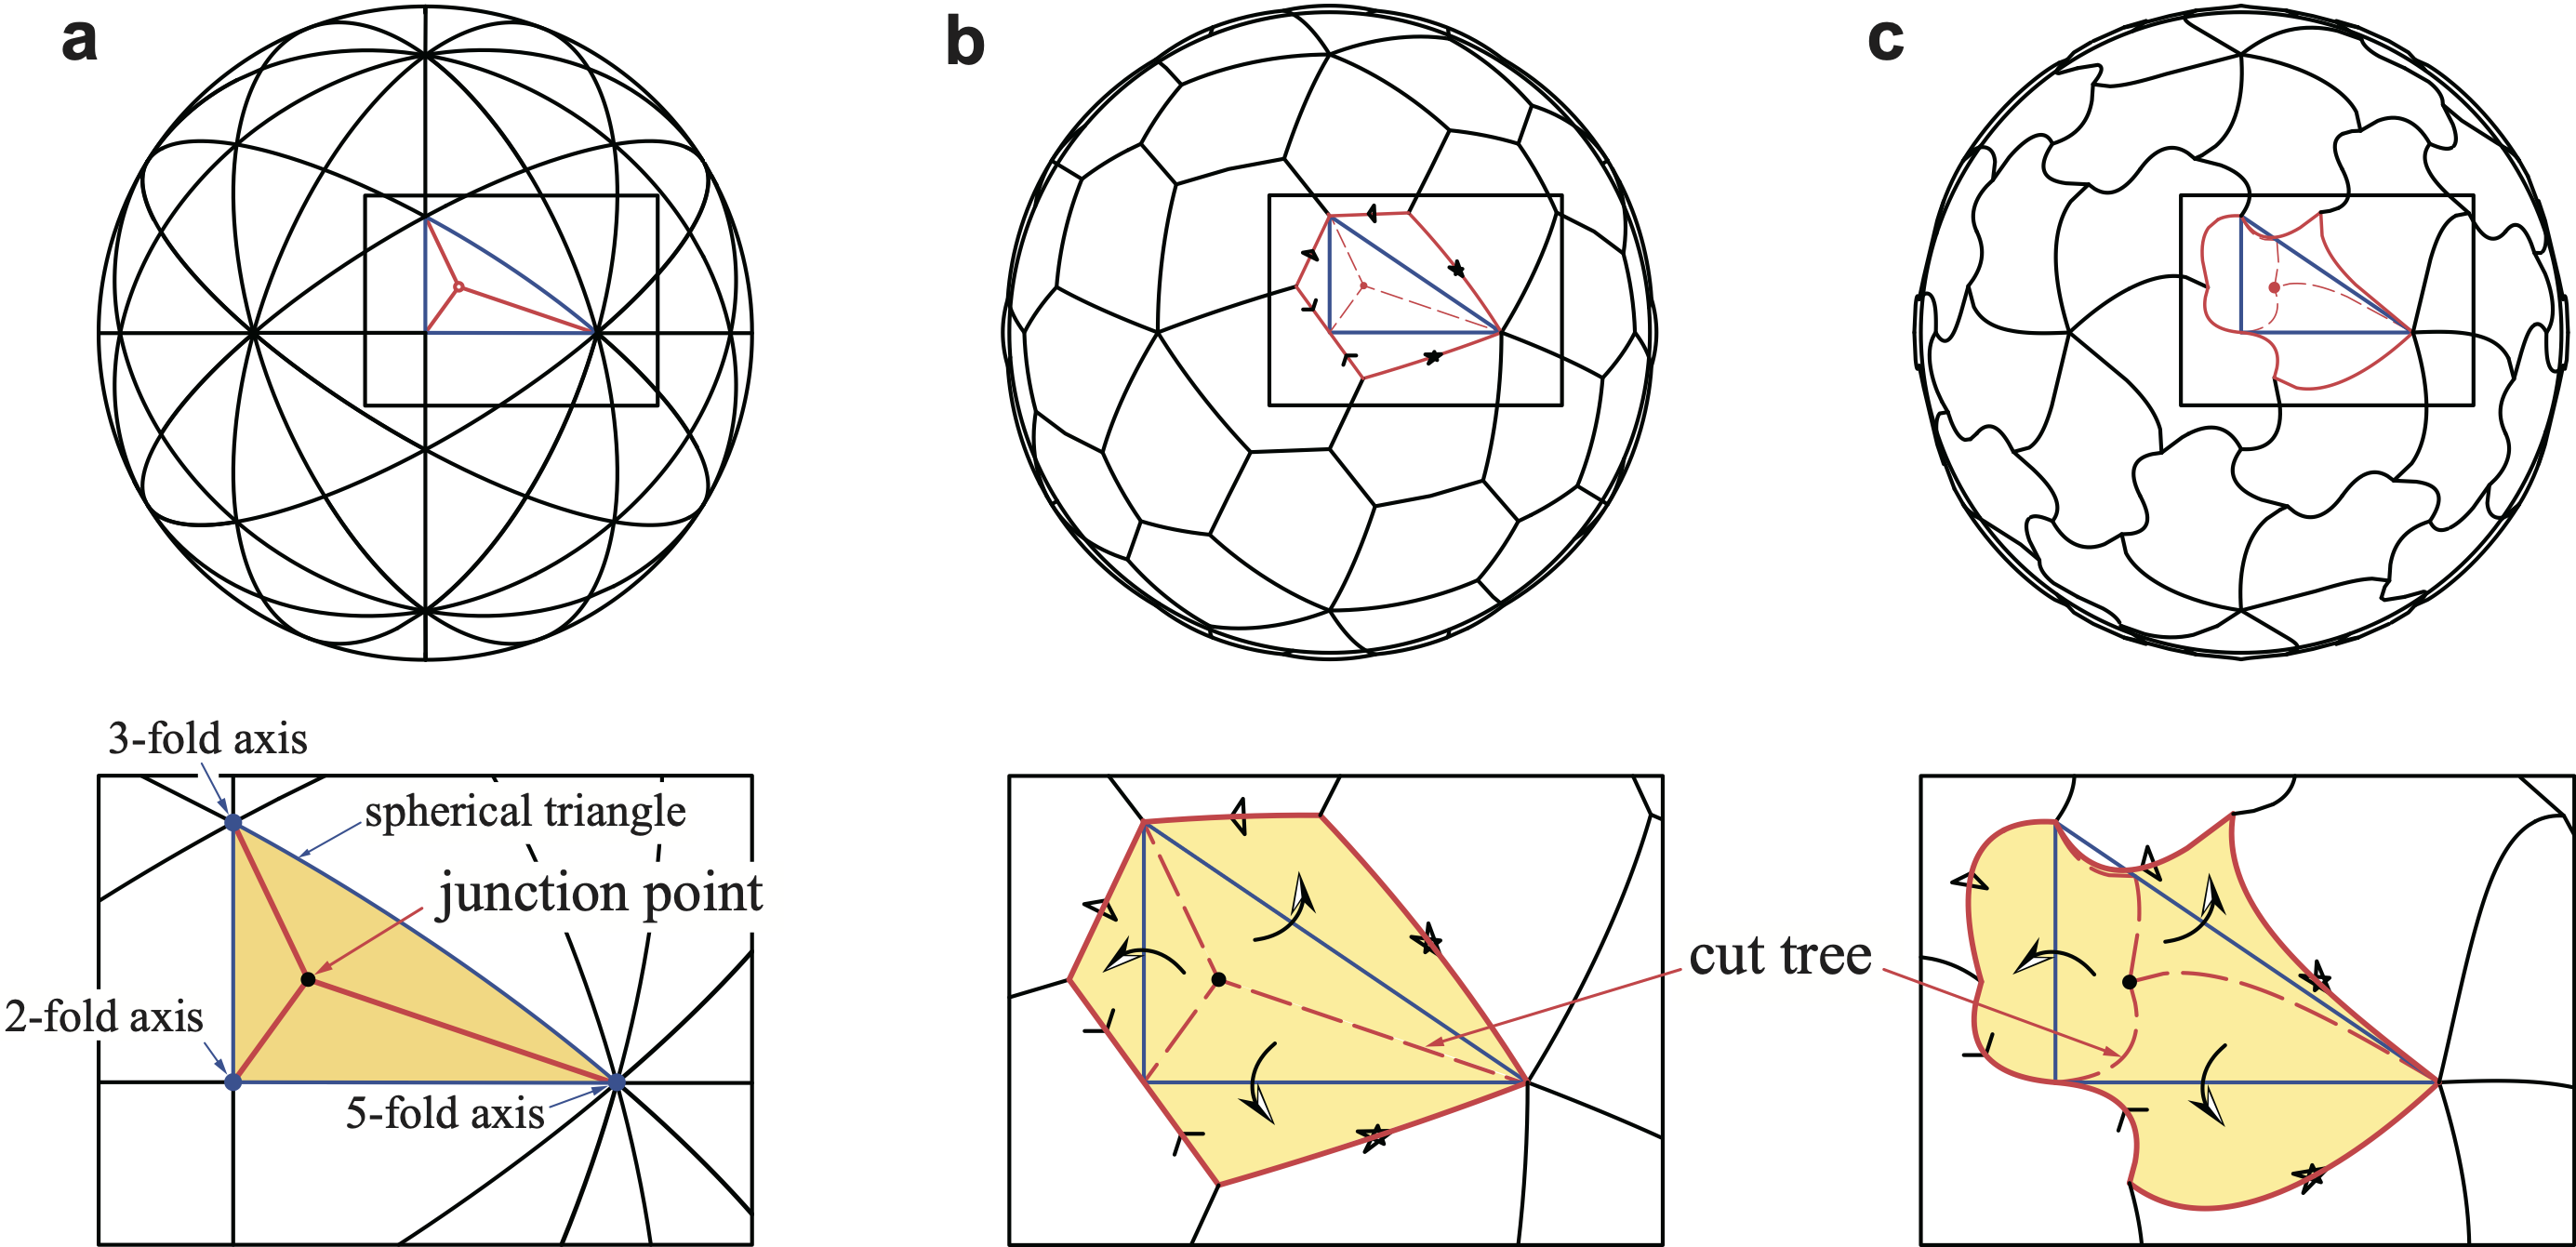 a
b
c
3-fold axis
spherical triangle
junction point
2-fold axis
5-fold axis
cut tree